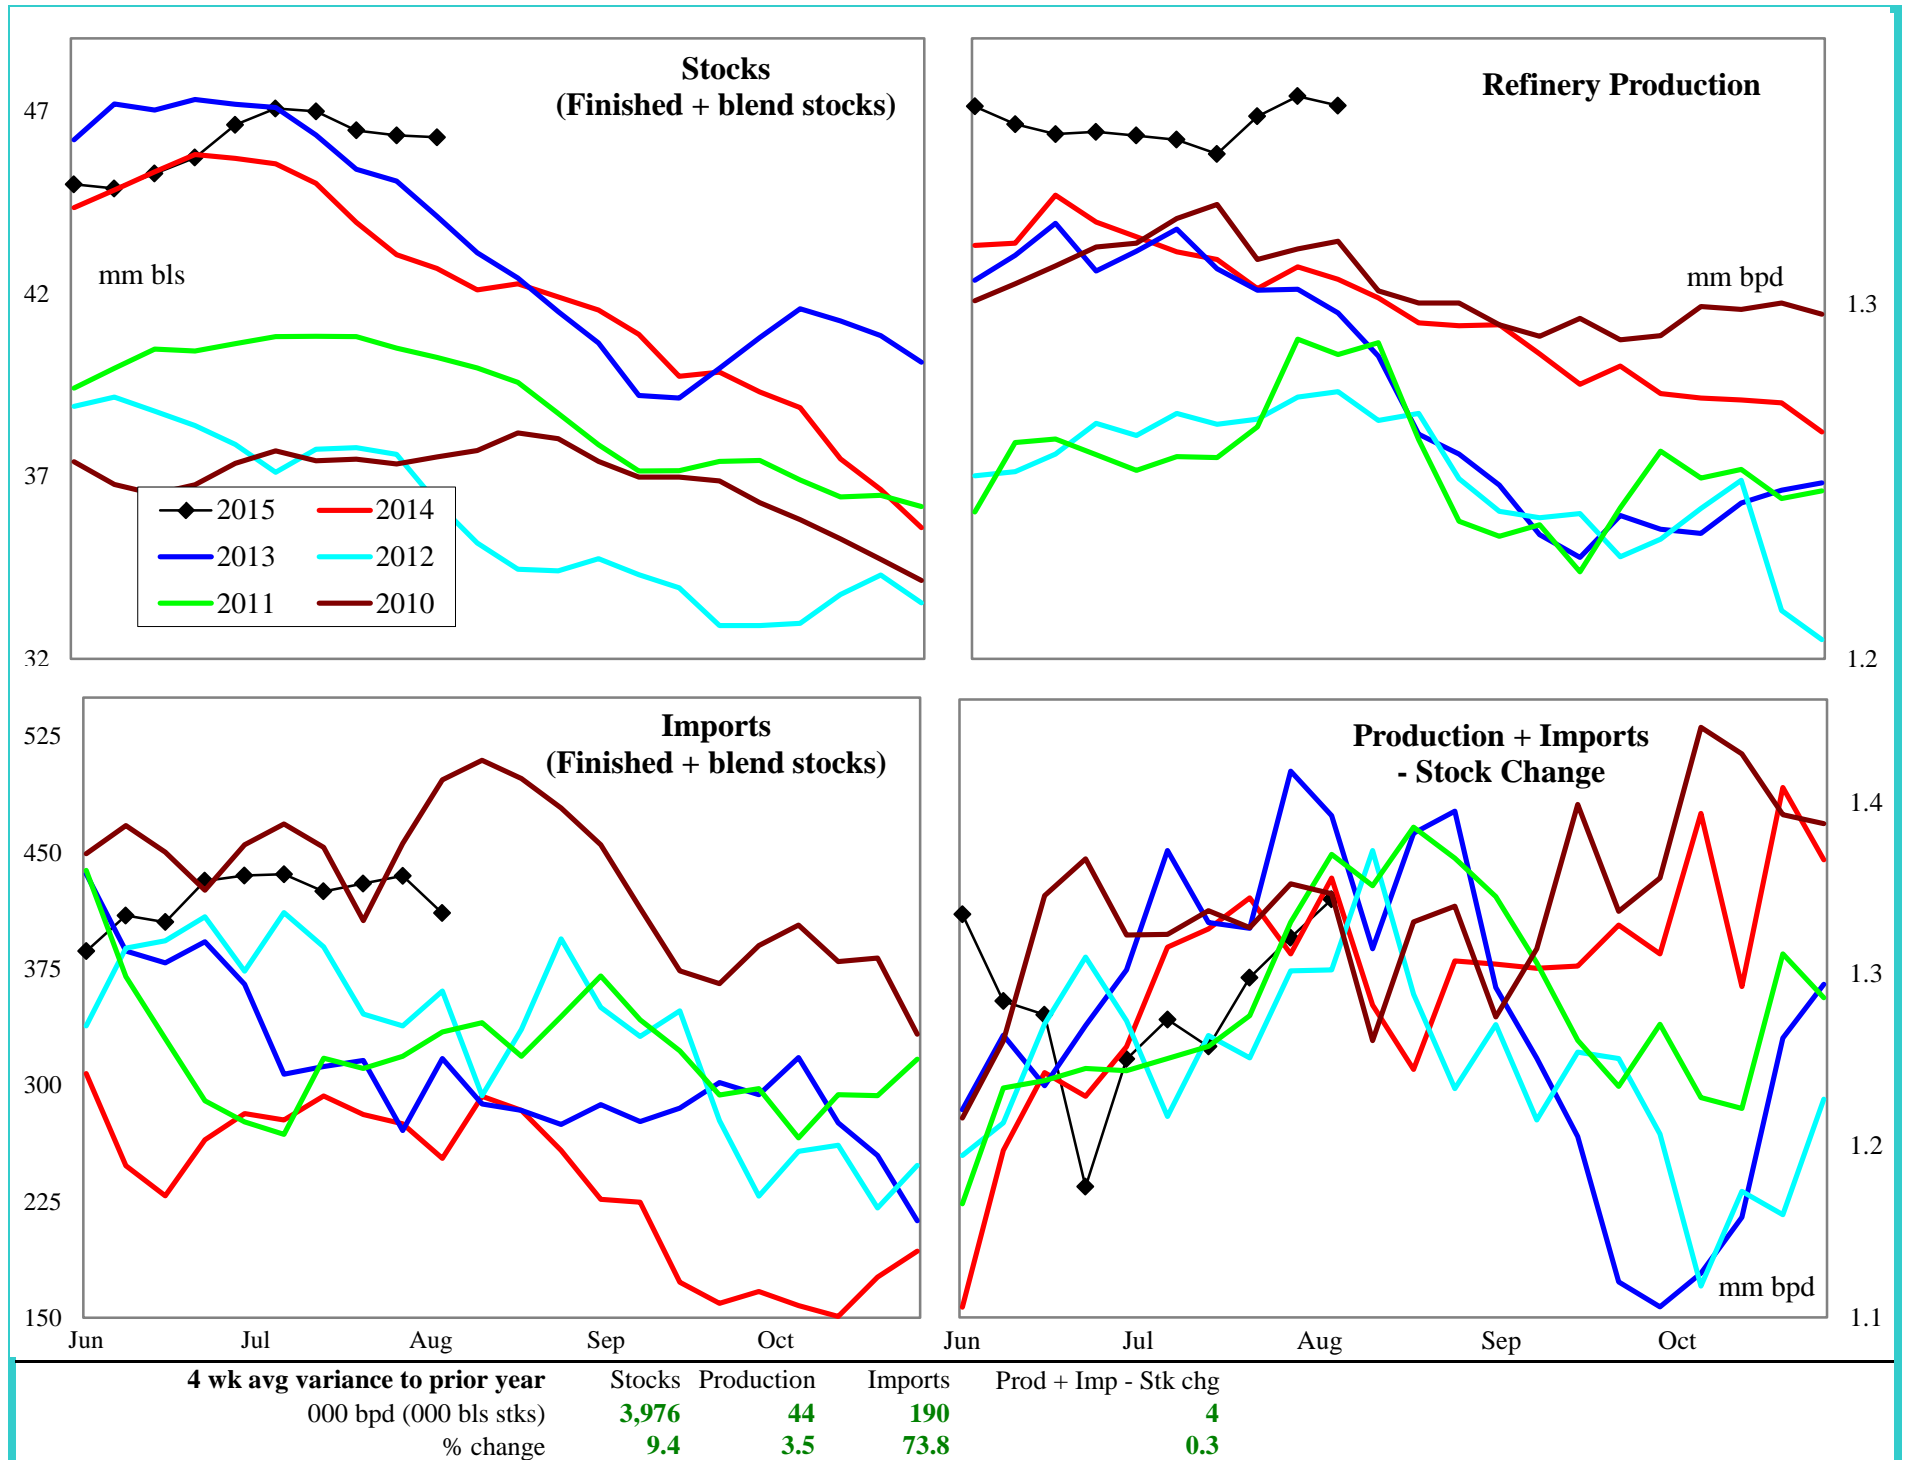 Stocks
(Finished + blend stocks)
47
42
37
32
mm bls
2015
2014
2013
2012
2011
2010
Refinery Production
mm bpd
1.3
1.2
Imports
(Finished + blend stocks)
525
450
375
300
225
150
Jun
Jul
Aug
Sep
Oct
Production + Imports
- Stock Change
1.4
1.3
1.2
1.1
mm bpd
Jun
Jul
Aug
Sep
Oct
4 wk avg variance to prior year Stocks Production Imports Prod + Imp - Stk chg
000 bpd (000 bls stks) 3,976 44 190 4
% change 9.4 3.5 73.8 0.3